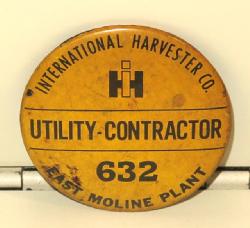 INTERNATIONAL HARVESTER CO.
IH
UTILITY-CONTRACTOR
632
EAST MOLINE PLANT